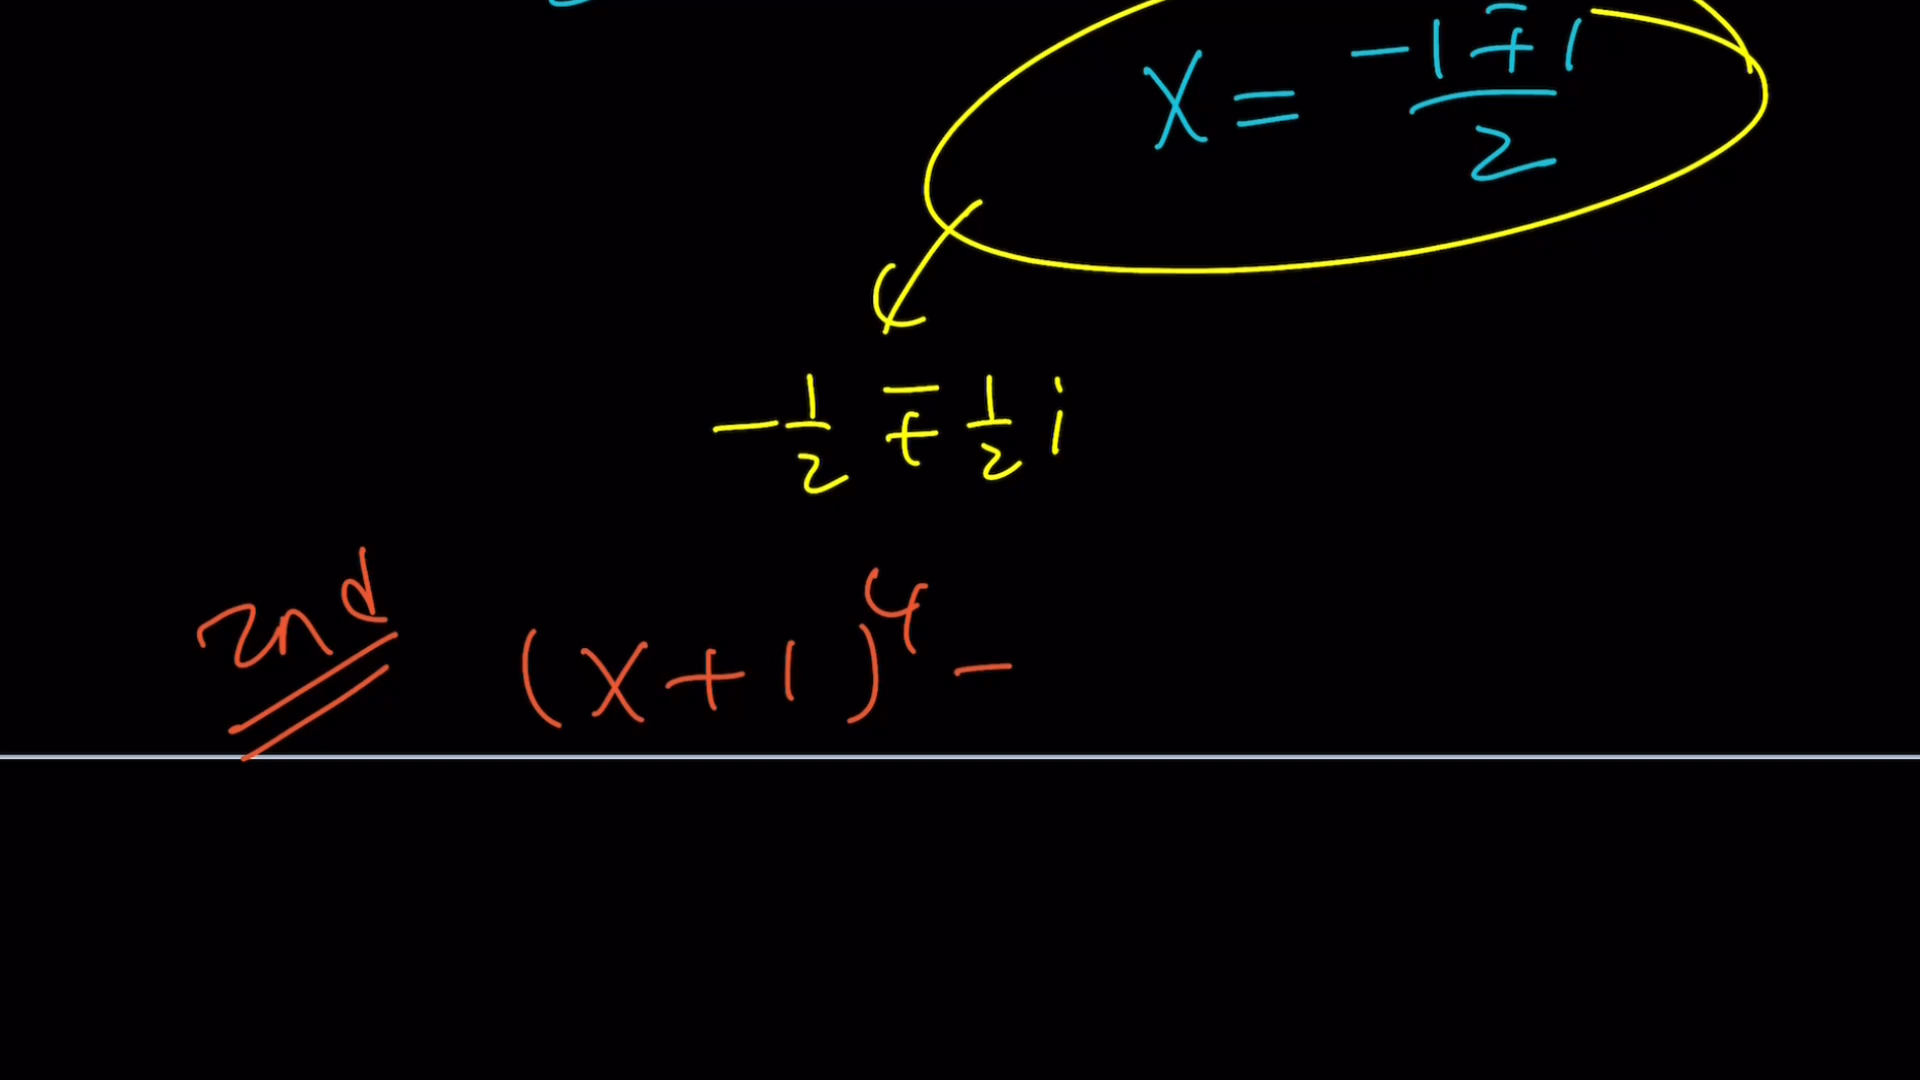 x = (-1 ∓ i)/2
-1/2 ∓ 1/2 i
2nd (x+1)^4 -